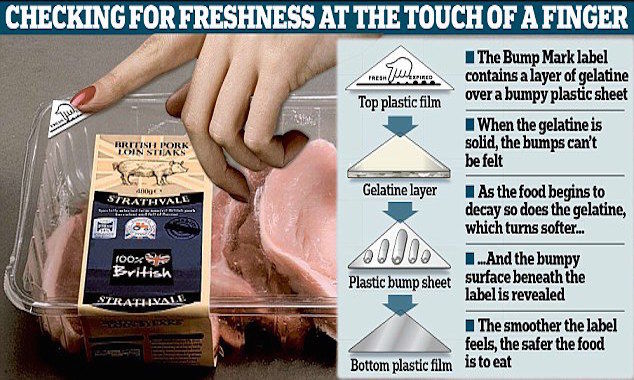 CHECKING FOR FRESHNESS AT THE TOUCH OF A FINGER
FRESH
EXPIRED
BRITISH PORK
LOIN STEAKS
400g e
STRATHVALE
100%
British
STRATHVALE
FRESH EXPIRED
Top plastic film
Gelatine layer
Plastic bump sheet
Bottom plastic film
The Bump Mark label
contains a layer of gelatine
over a bumpy plastic sheet
When the gelatine is
solid, the bumps can't
be felt
As the food begins to
decay so does the gelatine,
which turns softer...
...And the bumpy
surface beneath the
label is revealed
The smoother the label
feels, the safer the food
is to eat